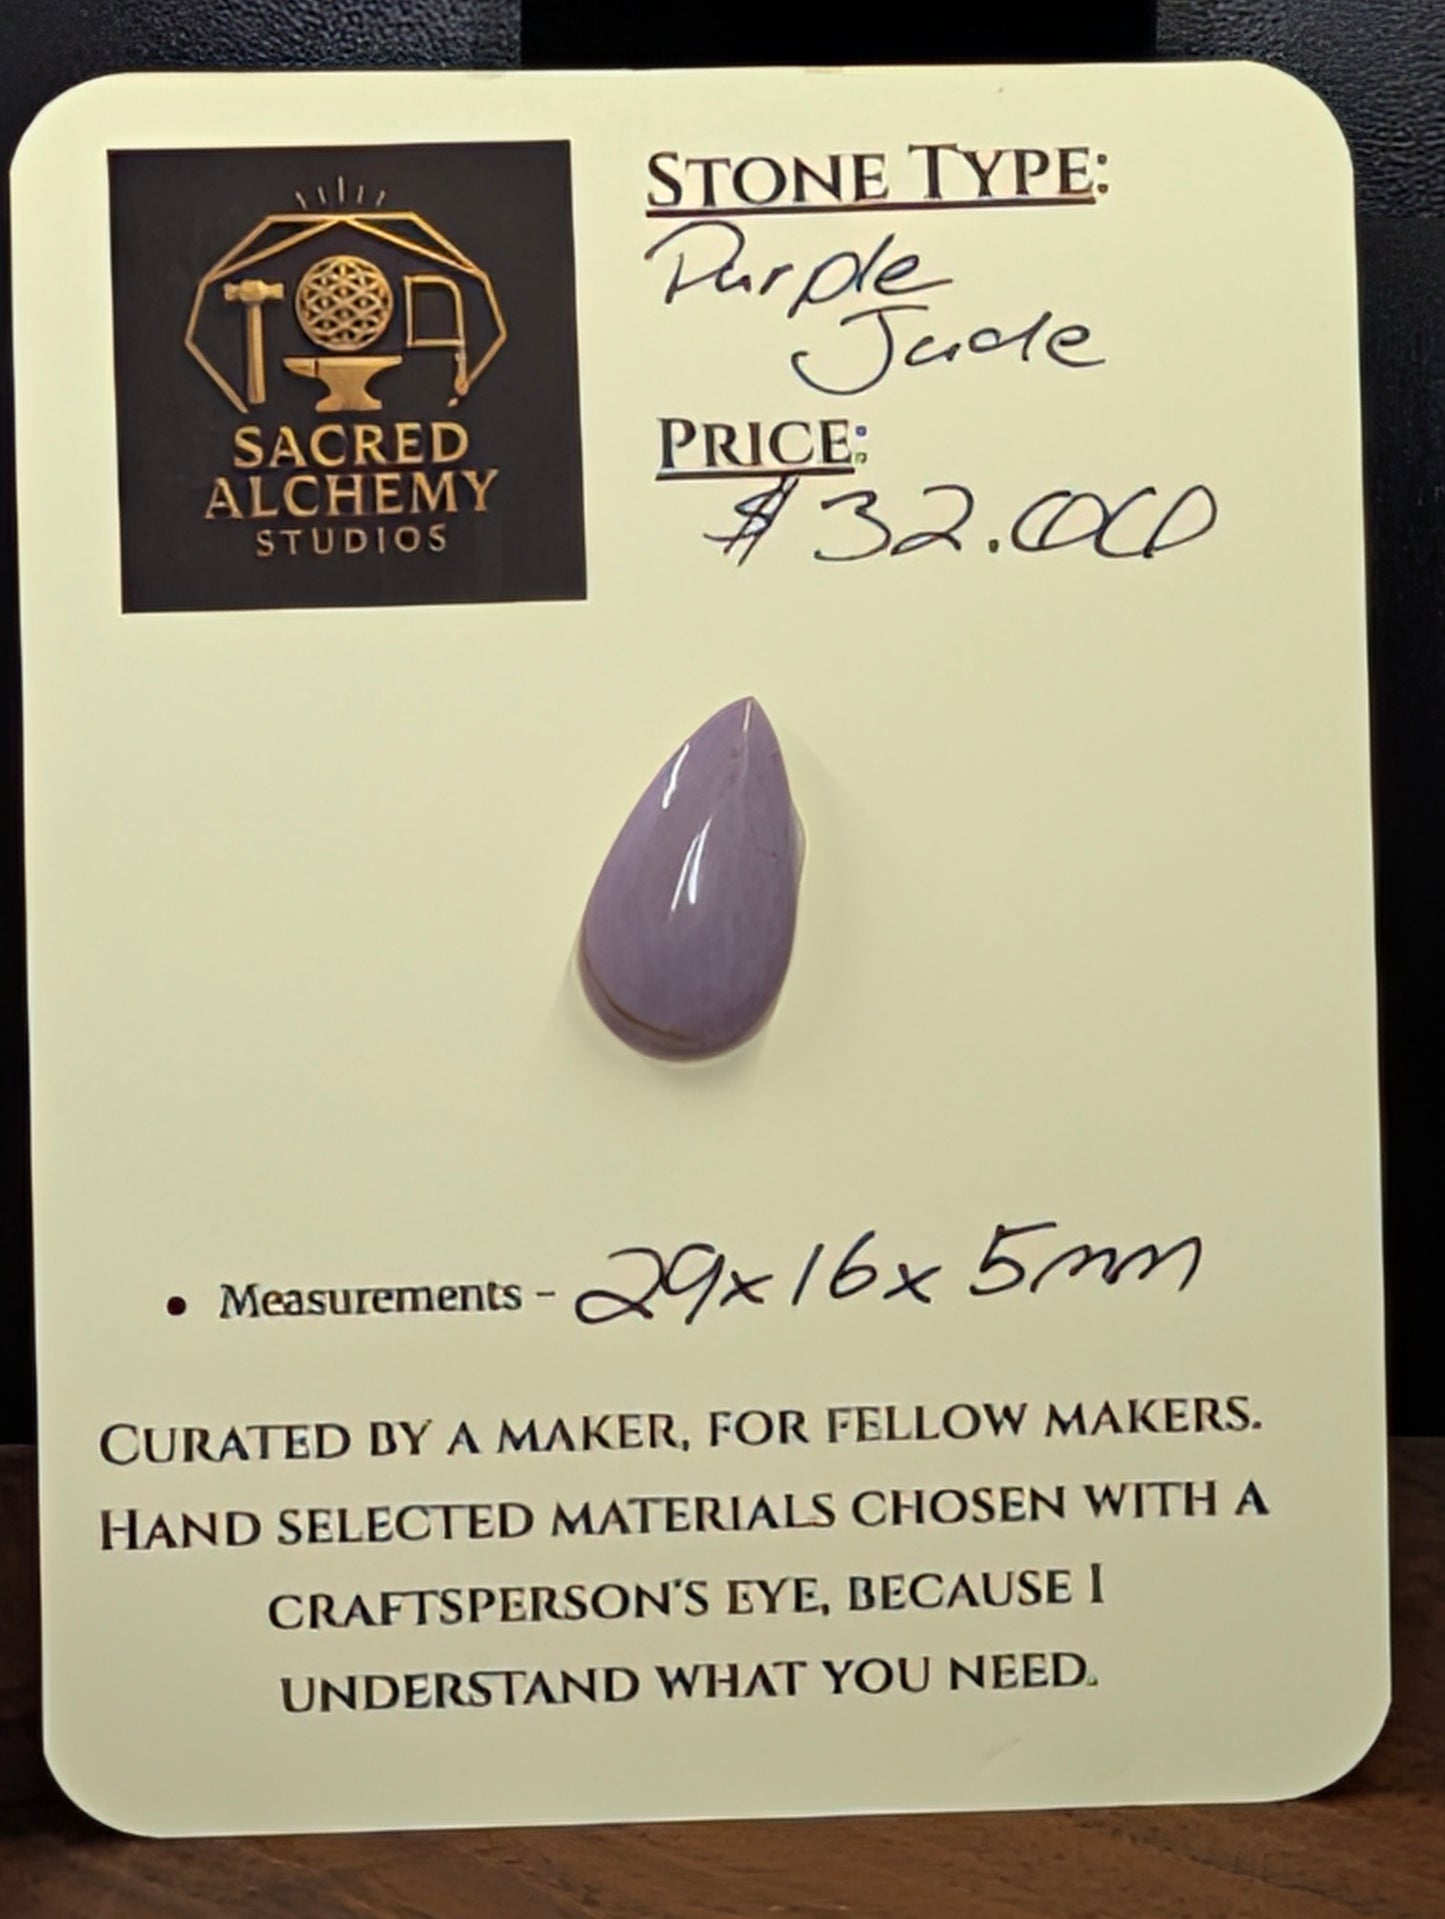 SACRED
ALCHEMY
STUDIOS
STONE TYPE:
Purple
Jade
PRICE:
$32.00
• Measurements - 29x16x5mm
CURATED BY A MAKER, FOR FELLOW MAKERS.
HAND SELECTED MATERIALS CHOSEN WITH A
CRAFTSPERSON'S EYE, BECAUSE I
UNDERSTAND WHAT YOU NEED.